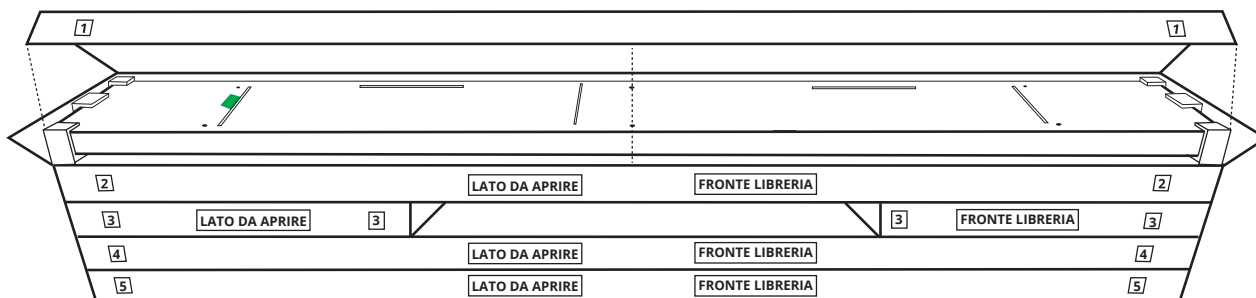 1 1
2 LATO DA APRIRE FRONTE LIBRERIA 2
3 LATO DA APRIRE 3 3 FRONTE LIBRERIA 3
4 LATO DA APRIRE FRONTE LIBRERIA 4
5 LATO DA APRIRE FRONTE LIBRERIA 5